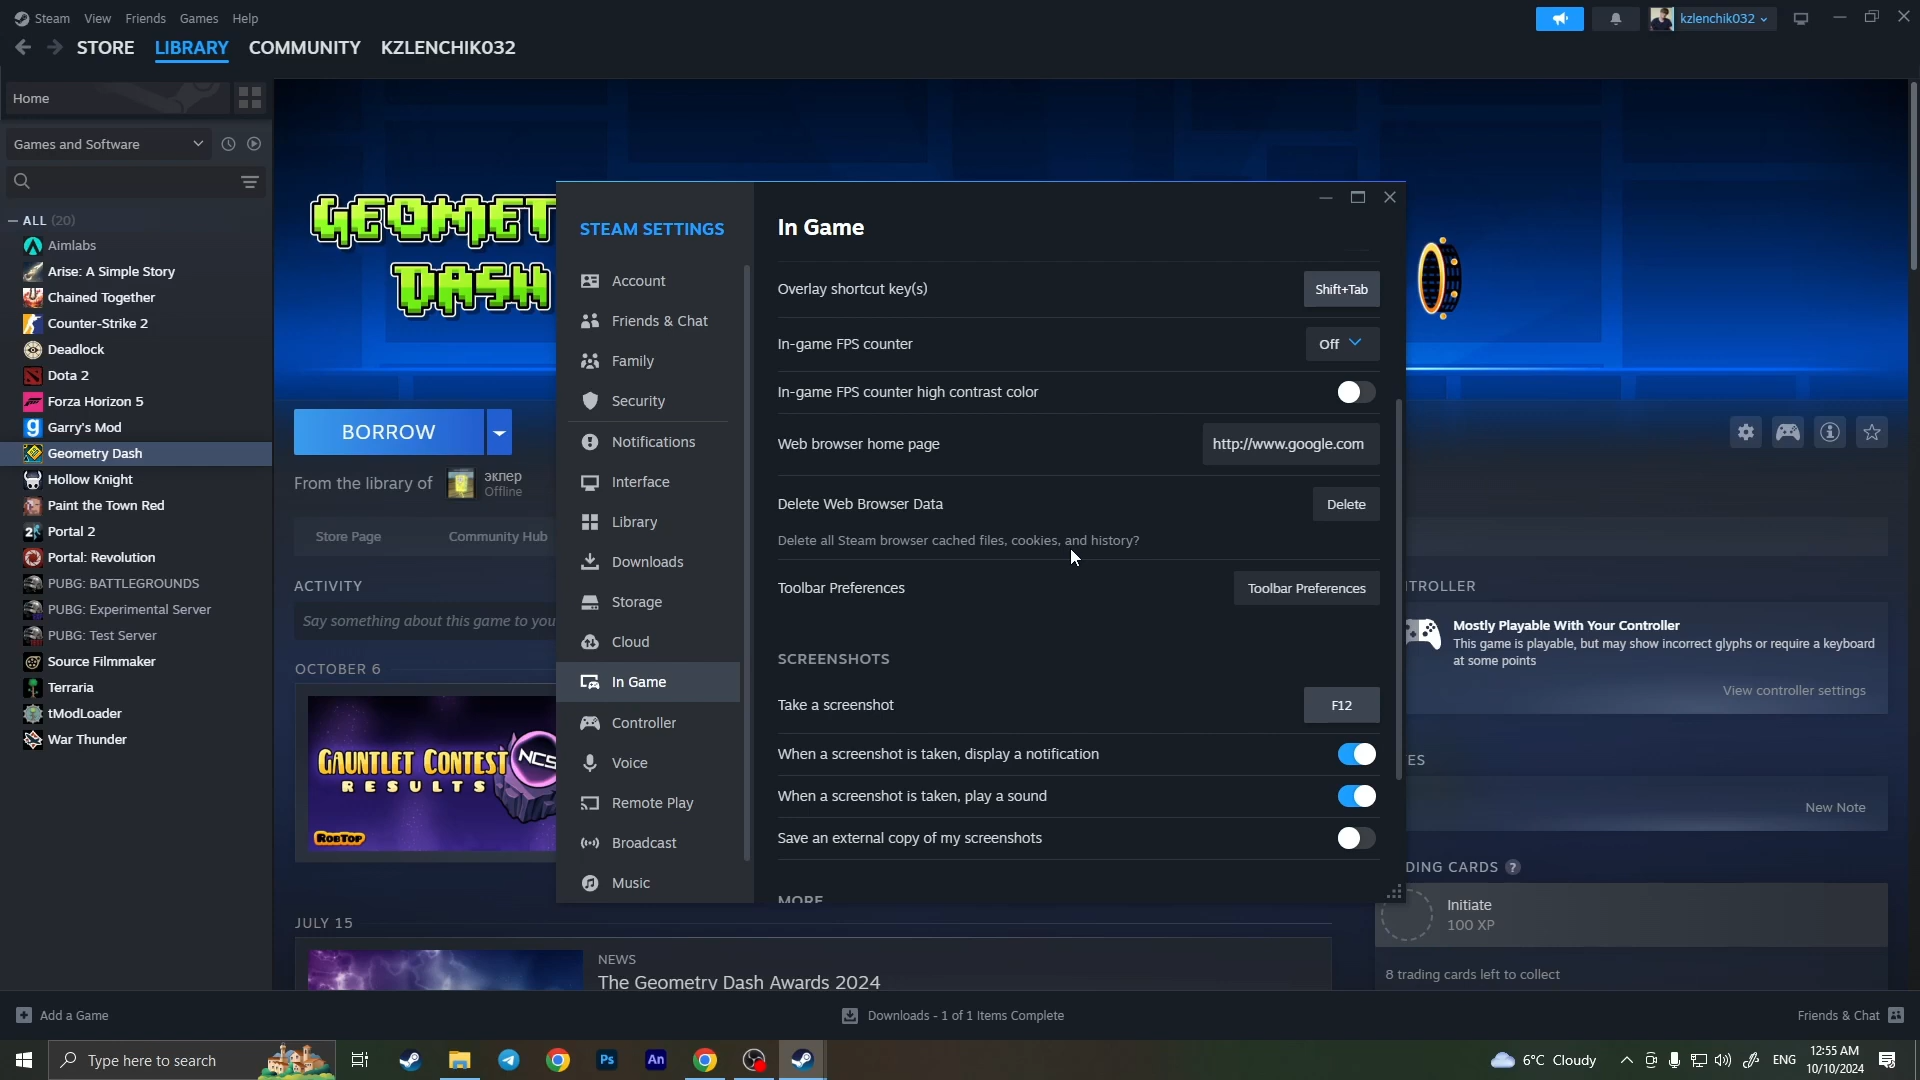 Steam View Friends Games Help
kzlenchik032
STORE LIBRARY COMMUNITY KZLENCHIK032
Home
Games and Software
ALL (20)
Aimlabs
Arise: A Simple Story
Chained Together
Counter-Strike 2
Deadlock
Dota 2
Forza Horizon 5
Garry's Mod
Geometry Dash
Hollow Knight
Paint the Town Red
Portal 2
Portal: Revolution
PUBG: BATTLEGROUNDS
PUBG: Experimental Server
PUBG: Test Server
Source Filmmaker
Terraria
tModLoader
War Thunder
GEOMET
DASH
BORROW
From the library of
эклер
Offline
Store Page Community Hub
ACTIVITY
Say something about this game to you
OCTOBER 6
GAUNTLET CONTEST
RESULTS
NCS
ROBTOP
JULY 15
NEWS
The Geometry Dash Awards 2024
STEAM SETTINGS
Account
Friends & Chat
Family
Security
Notifications
Interface
Library
Downloads
Storage
Cloud
In Game
Controller
Voice
Remote Play
Broadcast
Music
In Game
Overlay shortcut key(s) Shift+Tab
In-game FPS counter Off
In-game FPS counter high contrast color
Web browser home page http://www.google.com
Delete Web Browser Data Delete
Delete all Steam browser cached files, cookies, and history?
Toolbar Preferences Toolbar Preferences
SCREENSHOTS
Take a screenshot F12
When a screenshot is taken, display a notification
When a screenshot is taken, play a sound
Save an external copy of my screenshots
MORE
TROLLER
Mostly Playable With Your Controller
This game is playable, but may show incorrect glyphs or require a keyboard
at some points
View controller settings
ES
New Note
DING CARDS ?
Initiate
100 XP
8 trading cards left to collect
Add a Game
Downloads - 1 of 1 Items Complete
Friends & Chat
Type here to search
Ps
An
6°C Cloudy
ENG
12:55 AM
10/10/2024